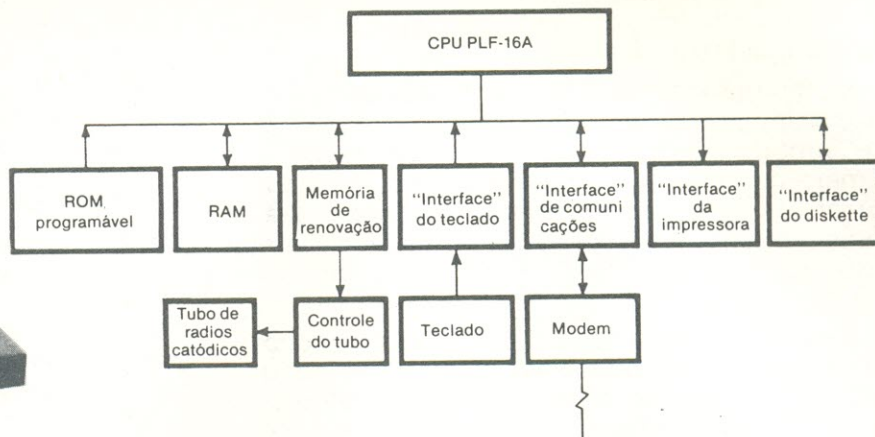 CPU PLF-16A
ROM
programável
RAM
Memória
de
renovação
"Interface"
do teclado
"Interface"
de comuni
cações
"Interface"
da
impressora
"Interface"
do diskette
Tubo de
radios
catódicos
Controle
do tubo
Teclado
Modem